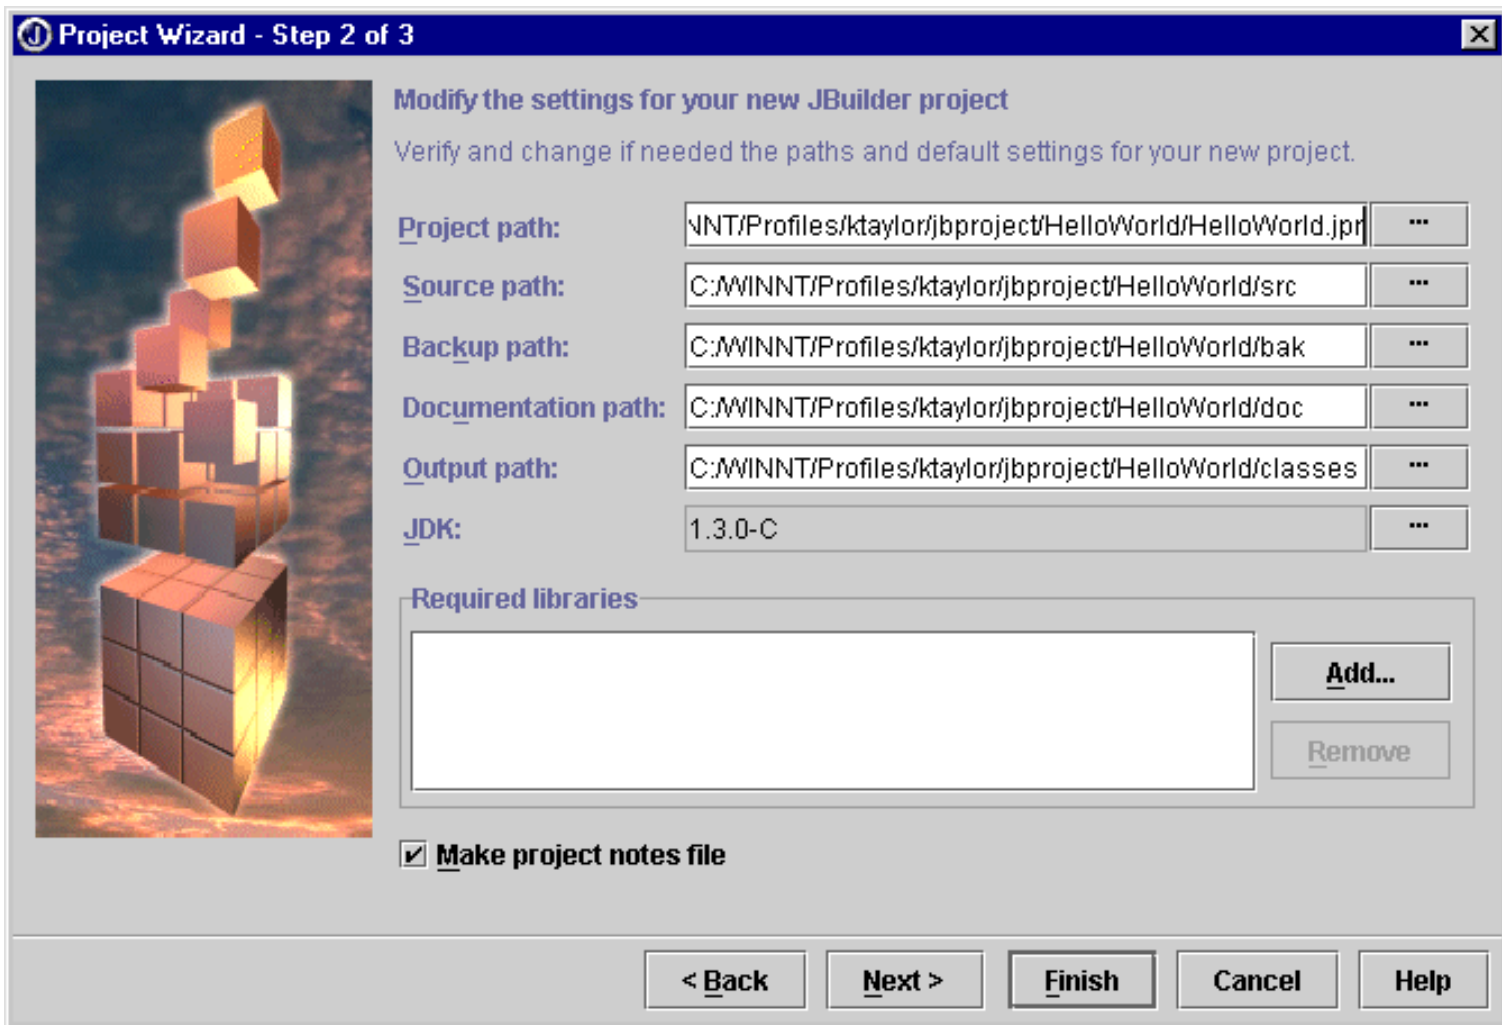 Project Wizard - Step 2 of 3
Modify the settings for your new JBuilder project
Verify and change if needed the paths and default settings for your new project.
Project path: NNT/Profiles/ktaylor/jbproject/HelloWorld/HelloWorld.jpr ...
Source path: C:/WINNT/Profiles/ktaylor/jbproject/HelloWorld/src ...
Backup path: C:/WINNT/Profiles/ktaylor/jbproject/HelloWorld/bak ...
Documentation path: C:/WINNT/Profiles/ktaylor/jbproject/HelloWorld/doc ...
Output path: C:/WINNT/Profiles/ktaylor/jbproject/HelloWorld/classes ...
JDK: 1.3.0-C ...
Required libraries
Add...
Remove
Make project notes file
< Back Next > Finish Cancel Help